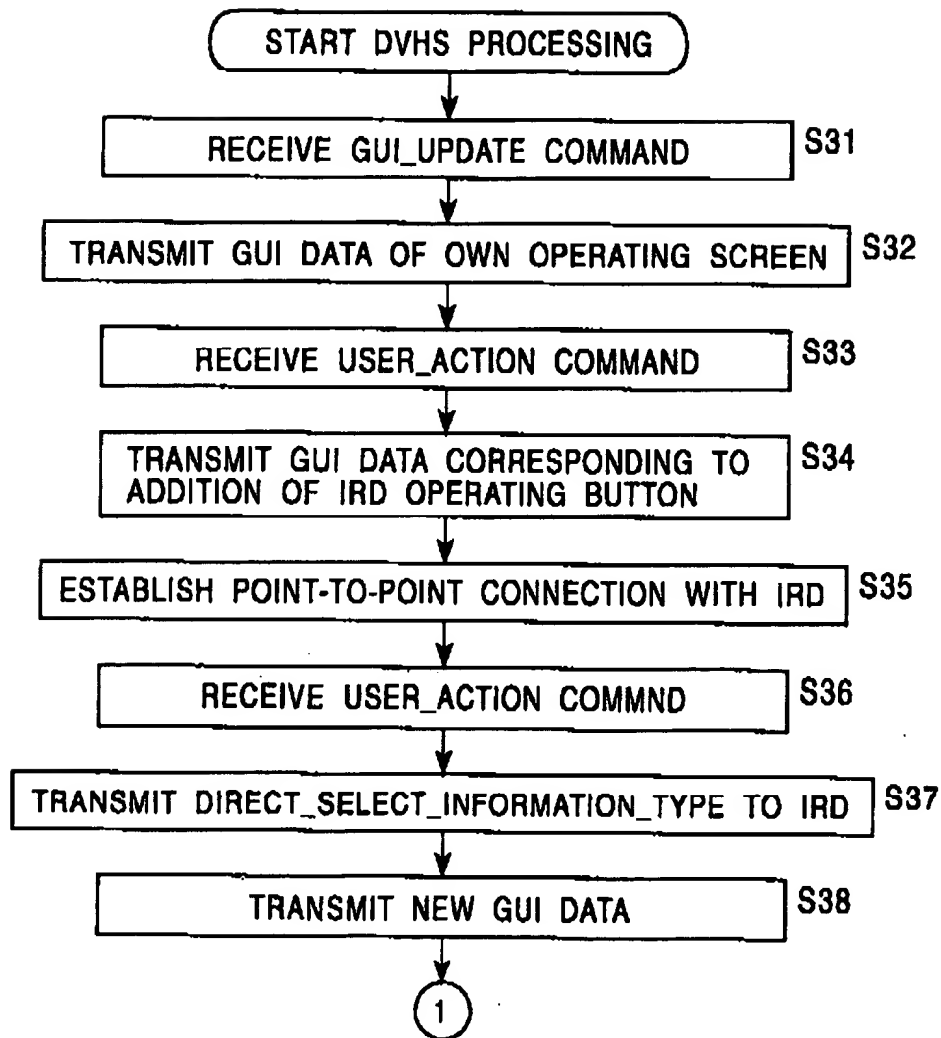 START DVHS PROCESSING
RECEIVE GUI_UPDATE COMMAND
S31
TRANSMIT GUI DATA OF OWN OPERATING SCREEN
S32
RECEIVE USER_ACTION COMMAND
S33
TRANSMIT GUI DATA CORRESPONDING TO
ADDITION OF IRD OPERATING BUTTON
S34
ESTABLISH POINT-TO-POINT CONNECTION WITH IRD
S35
RECEIVE USER_ACTION COMMND
S36
TRANSMIT DIRECT_SELECT_INFORMATION_TYPE TO IRD
S37
TRANSMIT NEW GUI DATA
S38
1